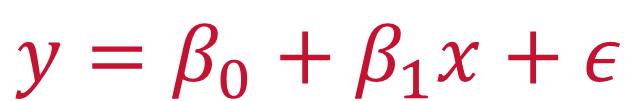 y = β₀ + β₁x + ϵ